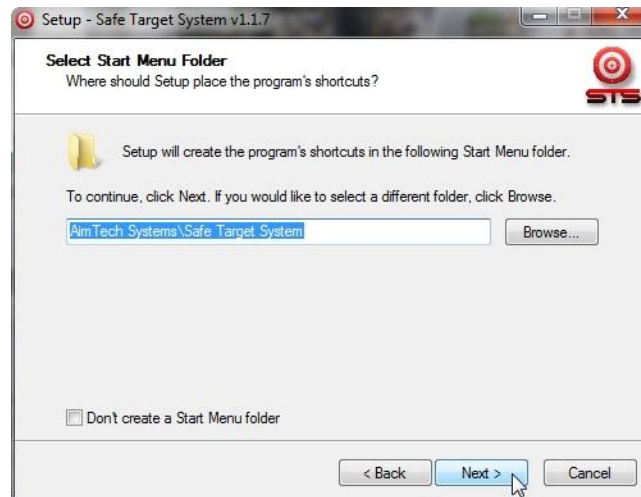 Setup - Safe Target System v1.1.7
Select Start Menu Folder
Where should Setup place the program's shortcuts?
STS
Setup will create the program's shortcuts in the following Start Menu folder.
To continue, click Next. If you would like to select a different folder, click Browse.
AimTech Systems\Safe Target System
Browse...
Don't create a Start Menu folder
< Back
Next >
Cancel